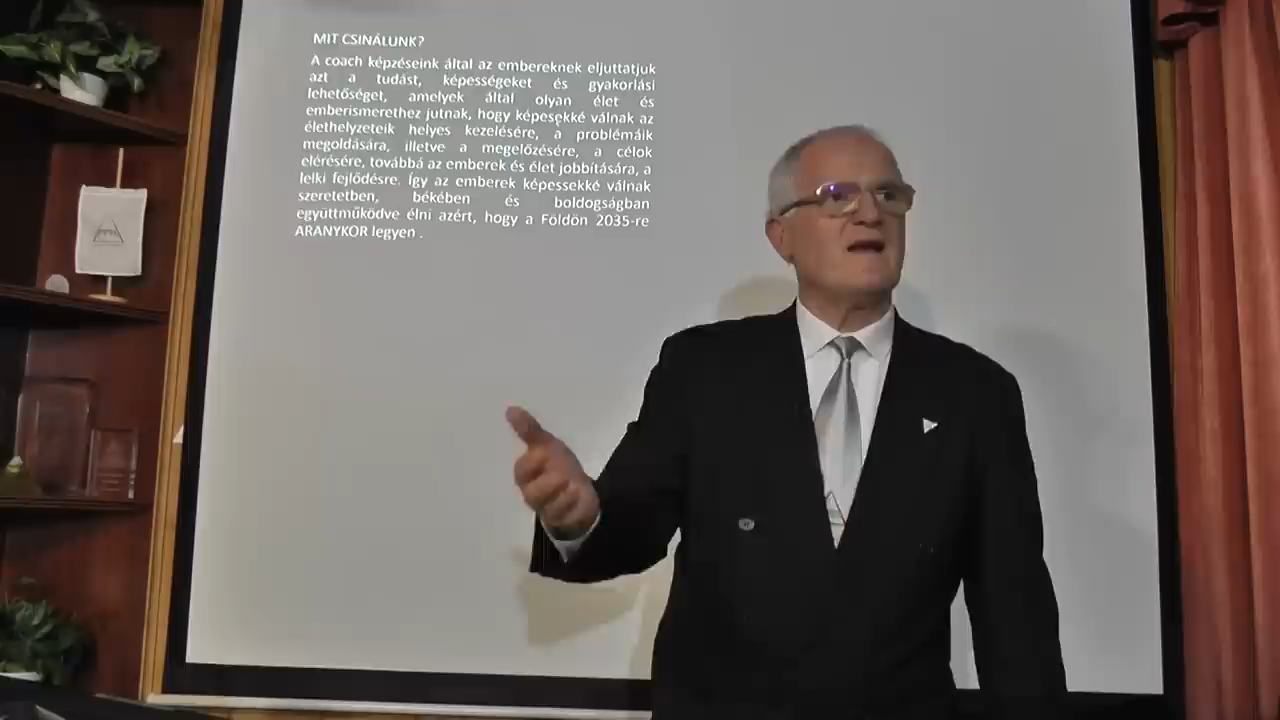 MIT CSINÁLUNK?
A coach képzéseink által az embereknek eljuttatjuk
azt a tudást, képességeket és gyakorlási
lehetőséget, amelyek által olyan élet és
emberismerethez jutnak, hogy képesekké válnak az
élethelyzeteik helyes kezelésére, a problémáik
megoldására, illetve a megelőzésére, a célok
elérésére, továbbá az emberek és élet jobbítására, a
lelki fejlődésre. Így az emberek képessekké válnak
szeretetben, békében és boldogságban
együttműködve élni azért, hogy a Földön 2035-re
ARANYKOR legyen .